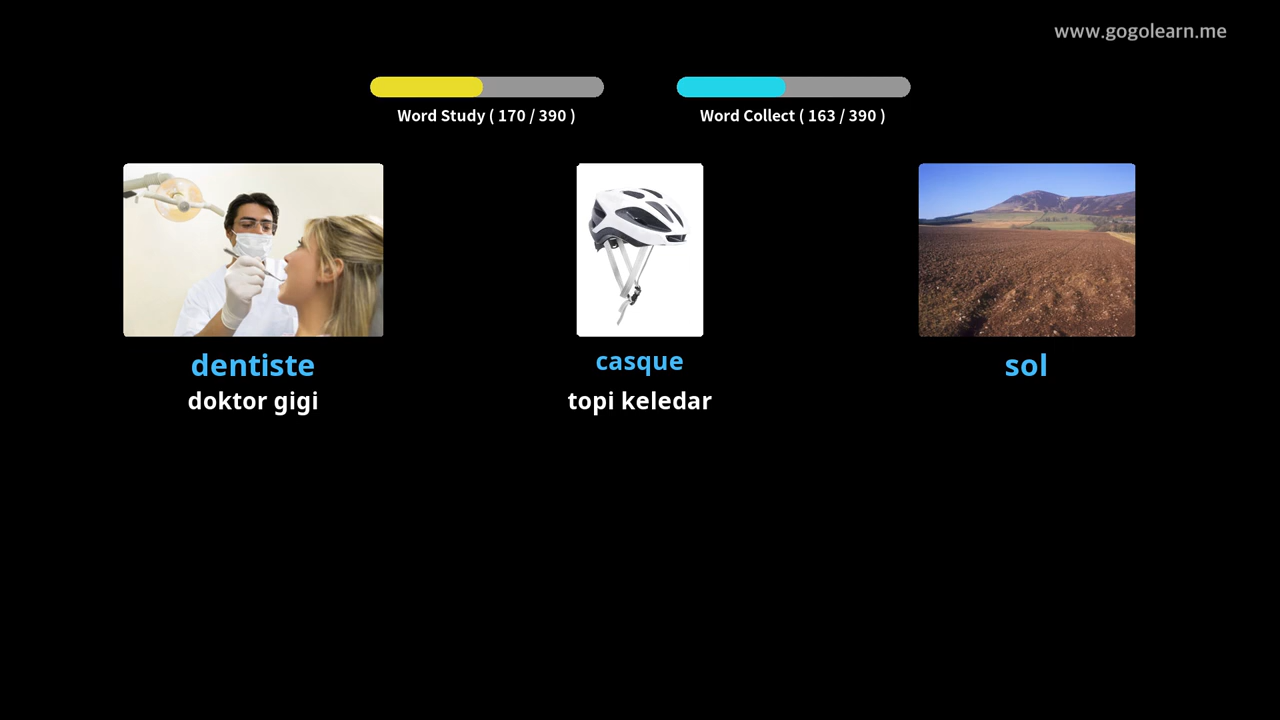 www.gogolearn.me
Word Study ( 170 / 390 )
Word Collect ( 163 / 390 )
dentiste
doktor gigi
casque
topi keledar
sol